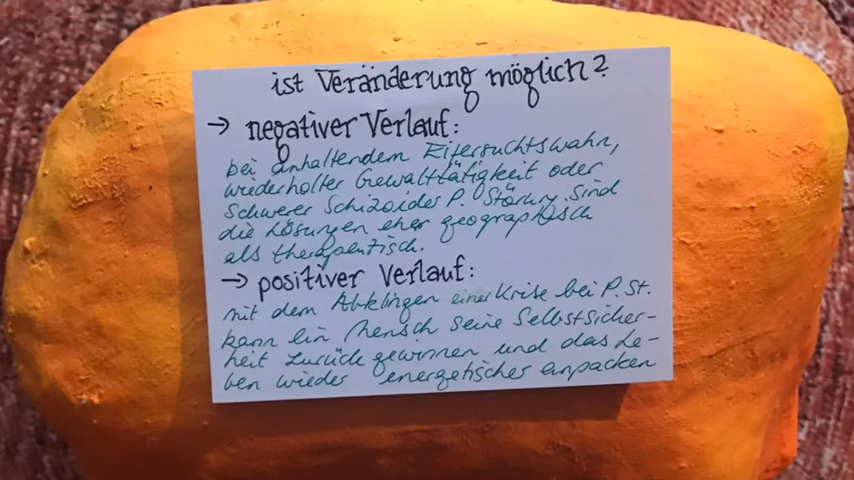 ist Veränderung möglich?
→ negativer Verlauf:
bei anhaltendem Eifersuchtswahn,
wiederholter Gewalttätigkeit oder
schwerer Schizoider P. Störung sind
die Lösungen eher geographisch
als therapeutisch.
→ positiver Verlauf:
mit dem Abklingen einer Krise bei P. St.
kann ein Mensch seine Selbstsicher-
heit zurück gewinnen und das Le-
ben wieder energetischer anpacken